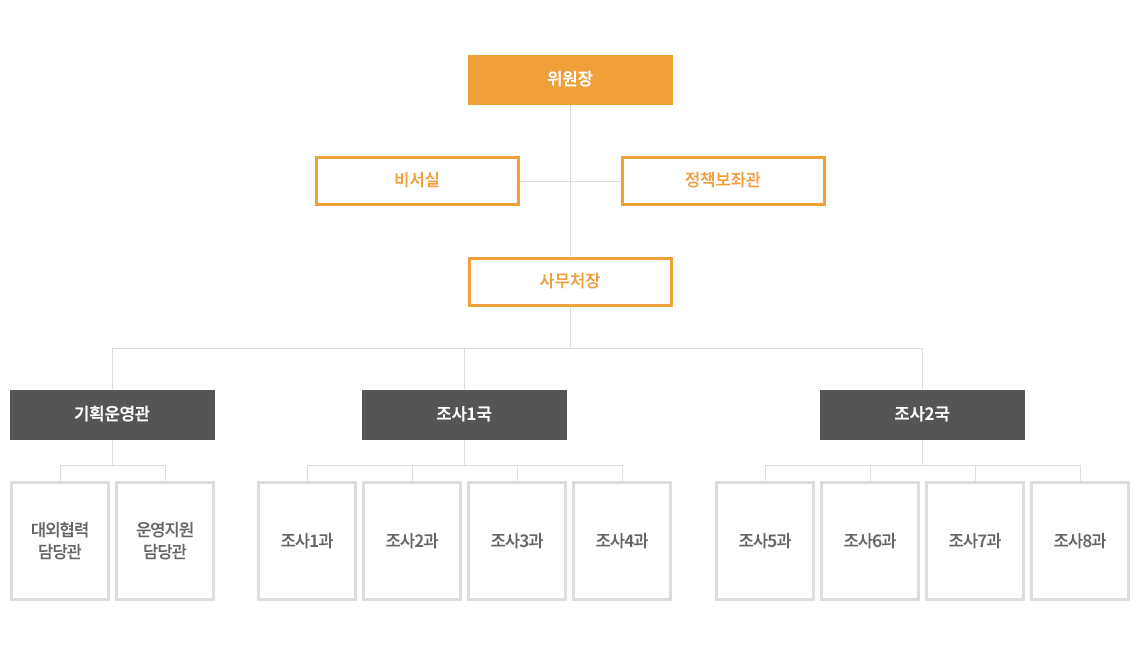 위원장
비서실
정책보좌관
사무처장
기획운영관
조사1국
조사2국
대외협력
담당관
운영지원
담당관
조사1과
조사2과
조사3과
조사4과
조사5과
조사6과
조사7과
조사8과